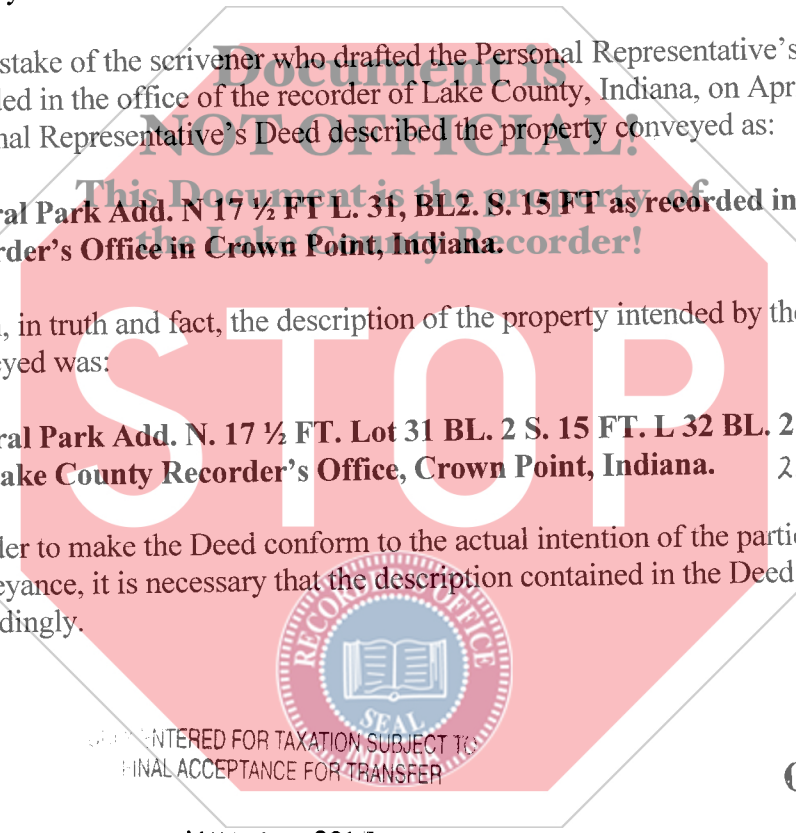 stake of the scrivener who drafted the Personal Representative's
ed in the office of the recorder of Lake County, Indiana, on Apr
nal Representative's Deed described the property conveyed as:
ral Park Add. N 17 ½ FT L. 31, BL2. S. 15 FT as recorded in
rder's Office in Crown Point, Indiana.
, in truth and fact, the description of the property intended by the
eyed was:
ral Park Add. N. 17 ½ FT. Lot 31 BL. 2 S. 15 FT. L 32 BL. 2
ake County Recorder's Office, Crown Point, Indiana.
2
der to make the Deed conform to the actual intention of the parti
eyance, it is necessary that the description contained in the Deed
dingly.
Document is
NOT OFFICIAL!
This Document is the property of
the Lake County Recorder!
STOP
RECORDER'S OFFICE
SEAL
INDIANA
ENTERED FOR TAXATION SUBJECT TO
FINAL ACCEPTANCE FOR TRANSFER